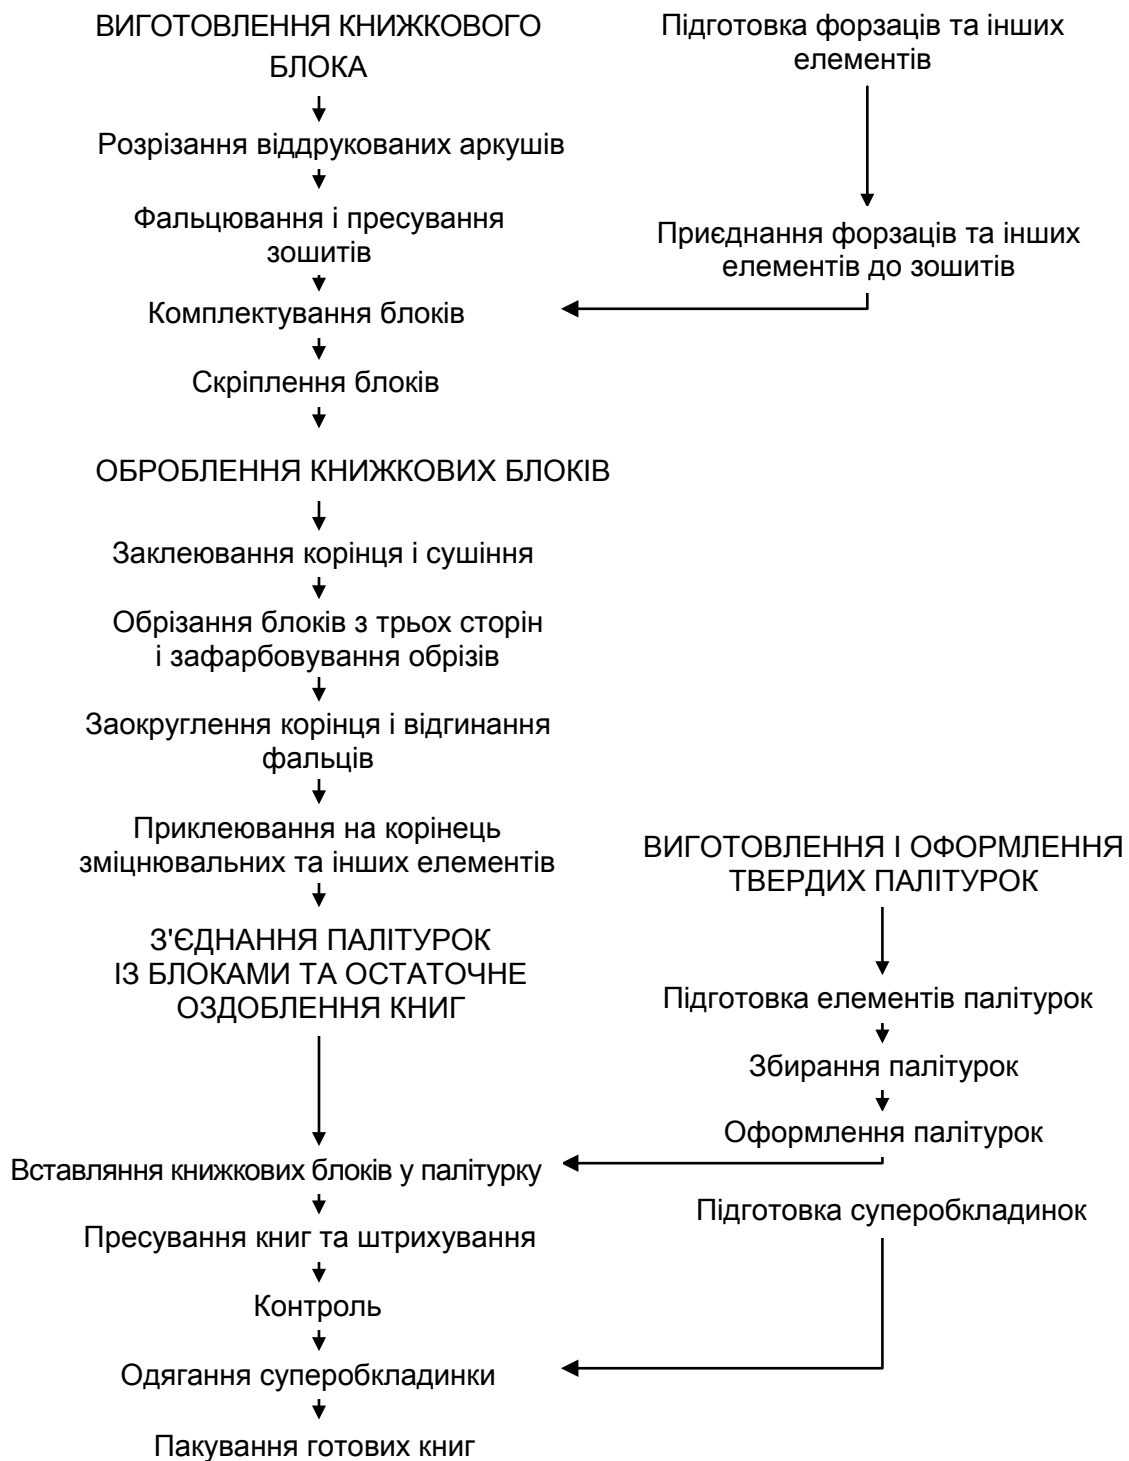 ВИГОТОВЛЕННЯ КНИЖКОВОГО
БЛОКА
Підготовка форзаців та інших
елементів
Розрізання віддрукованих аркушів
Фальцювання і пресування
зошитів
Приєднання форзаців та інших
елементів до зошитів
Комплектування блоків
Скріплення блоків
ОБРОБЛЕННЯ КНИЖКОВИХ БЛОКІВ
Заклеювання корінця і сушіння
Обрізання блоків з трьох сторін
і зафарбовування обрізів
Заокруглення корінця і відгинання
фальців
Приклеювання на корінець
зміцнювальних та інших елементів
ВИГОТОВЛЕННЯ І ОФОРМЛЕННЯ
ТВЕРДИХ ПАЛІТУРОК
З'ЄДНАННЯ ПАЛІТУРОК
ІЗ БЛОКАМИ ТА ОСТАТОЧНЕ
ОЗДОБЛЕННЯ КНИГ
Підготовка елементів палітурок
Збирання палітурок
Оформлення палітурок
Вставляння книжкових блоків у палітурку
Підготовка суперобкладинок
Пресування книг та штрихування
Контроль
Одягання суперобкладинки
Пакування готових книг